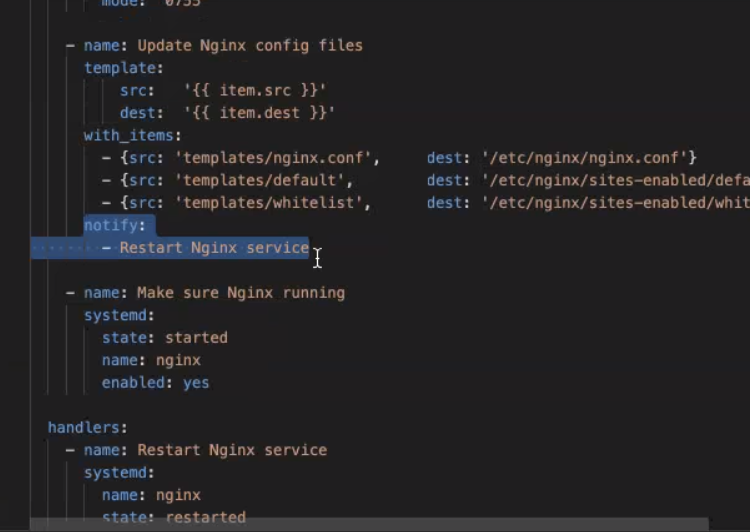 mode: '0755'
- name: Update Nginx config files
template:
src: '{{ item.src }}'
dest: '{{ item.dest }}'
with_items:
- {src: 'templates/nginx.conf', dest: '/etc/nginx/nginx.conf'}
- {src: 'templates/default', dest: '/etc/nginx/sites-enabled/defa
- {src: 'templates/whitelist', dest: '/etc/nginx/sites-enabled/whit
notify:
- Restart Nginx service
- name: Make sure Nginx running
systemd:
state: started
name: nginx
enabled: yes
handlers:
- name: Restart Nginx service
systemd:
name: nginx
state: restarted